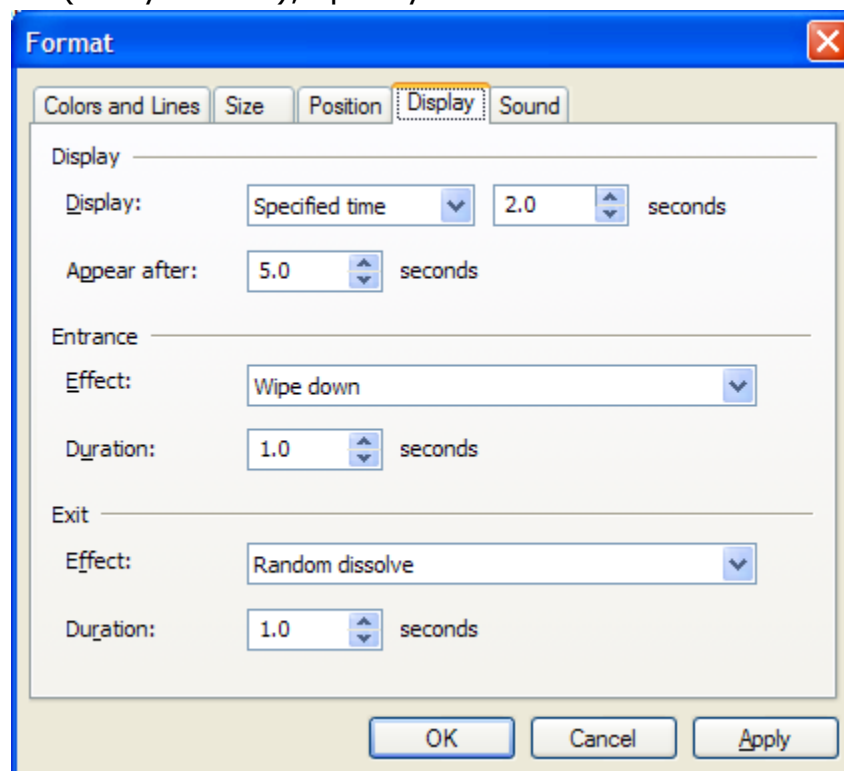 Format
Colors and Lines Size Position Display Sound
Display
Display: Specified time 2.0 seconds
Appear after: 5.0 seconds
Entrance
Effect: Wipe down
Duration: 1.0 seconds
Exit
Effect: Random dissolve
Duration: 1.0 seconds
OK Cancel Apply